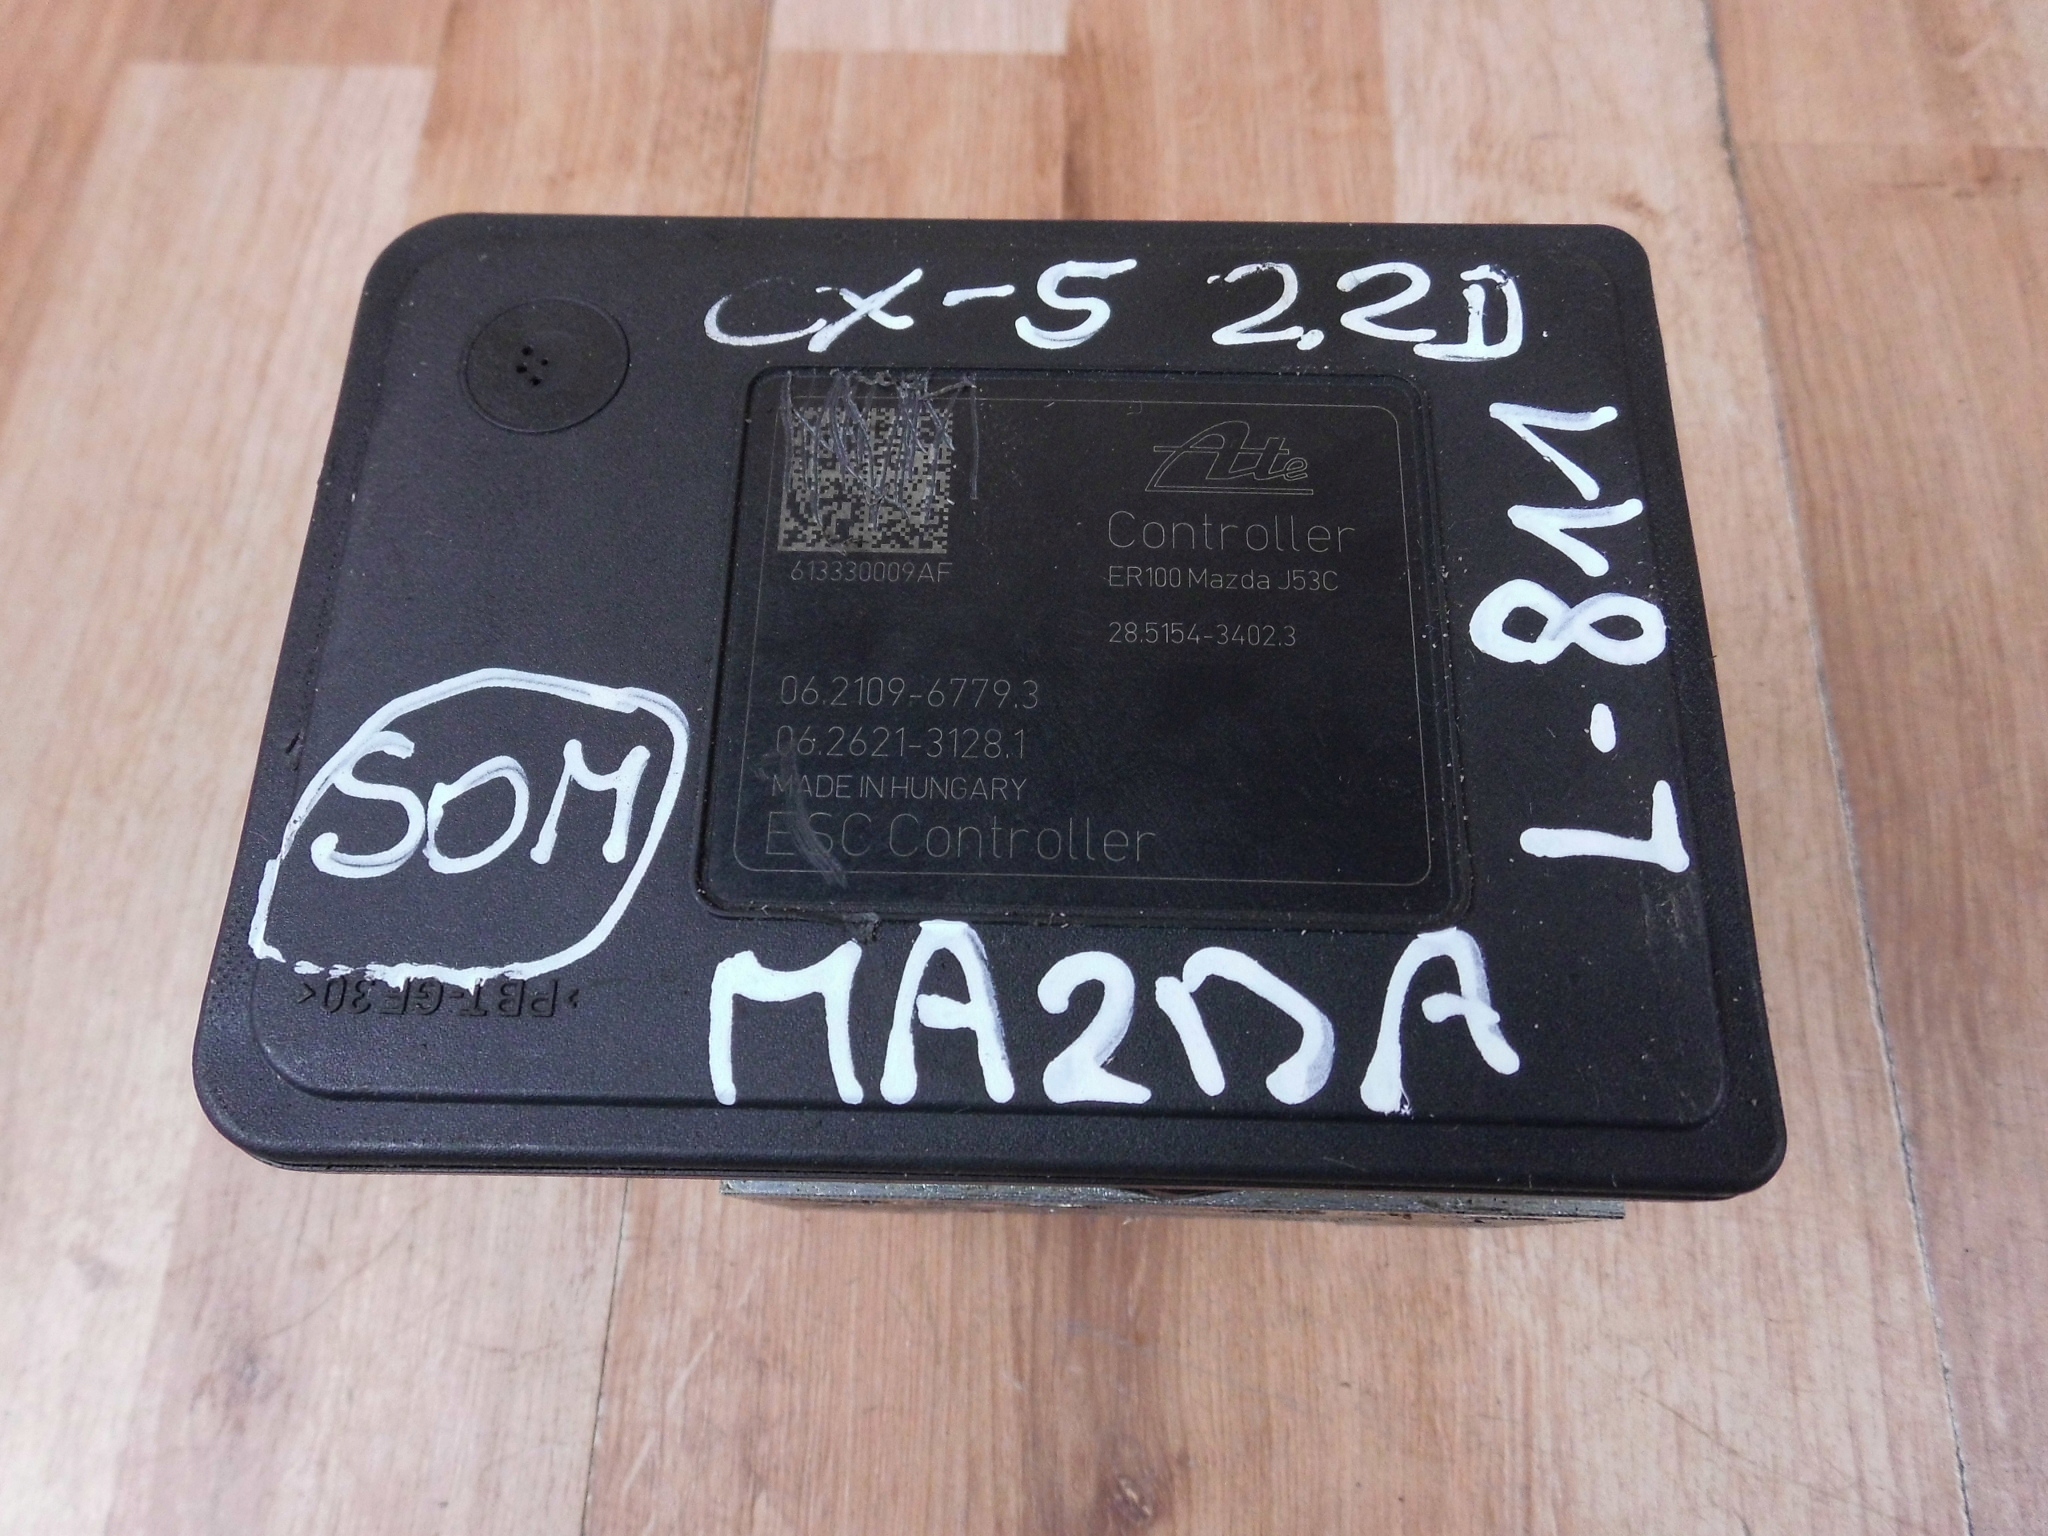 CX-5 2.2D
Ate
Controller
613330009AF
ER100 Mazda J53C
28.5154-3402.3
06.2109-6779.3
06.2621-3128.1
MADE IN HUNGARY
ESC Controller
L-811
SOM
>PBT-GF30<
MAZDA